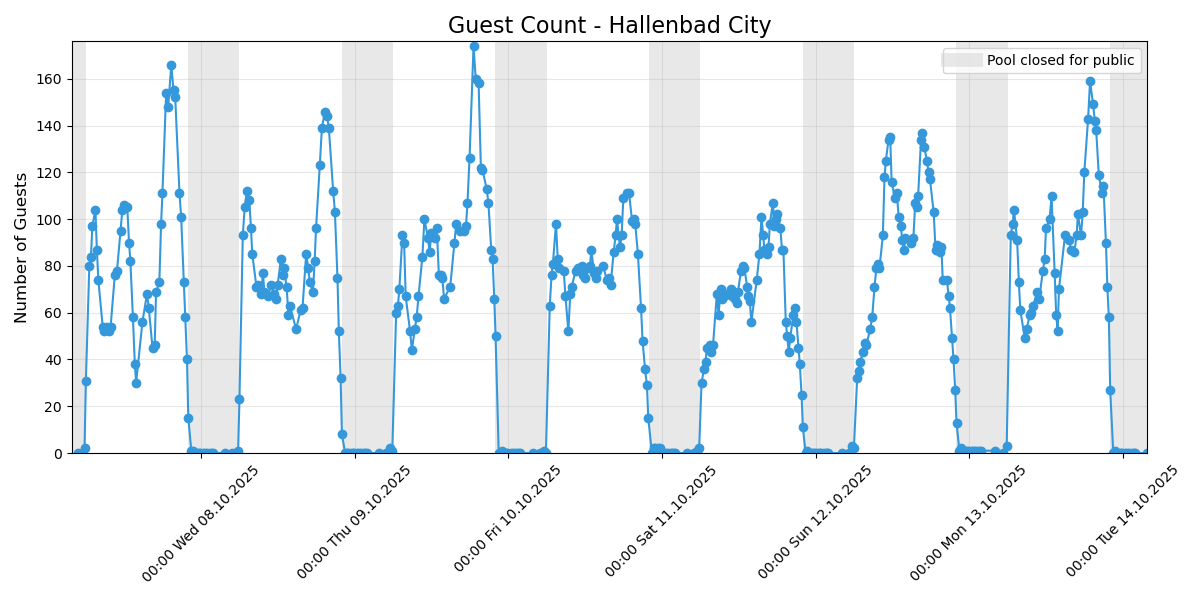 Guest Count - Hallenbad City
Pool closed for public
Number of Guests
160
140
120
100
80
60
40
20
0
00:00 Wed 08.10.2025
00:00 Thu 09.10.2025
00:00 Fri 10.10.2025
00:00 Sat 11.10.2025
00:00 Sun 12.10.2025
00:00 Mon 13.10.2025
00:00 Tue 14.10.2025